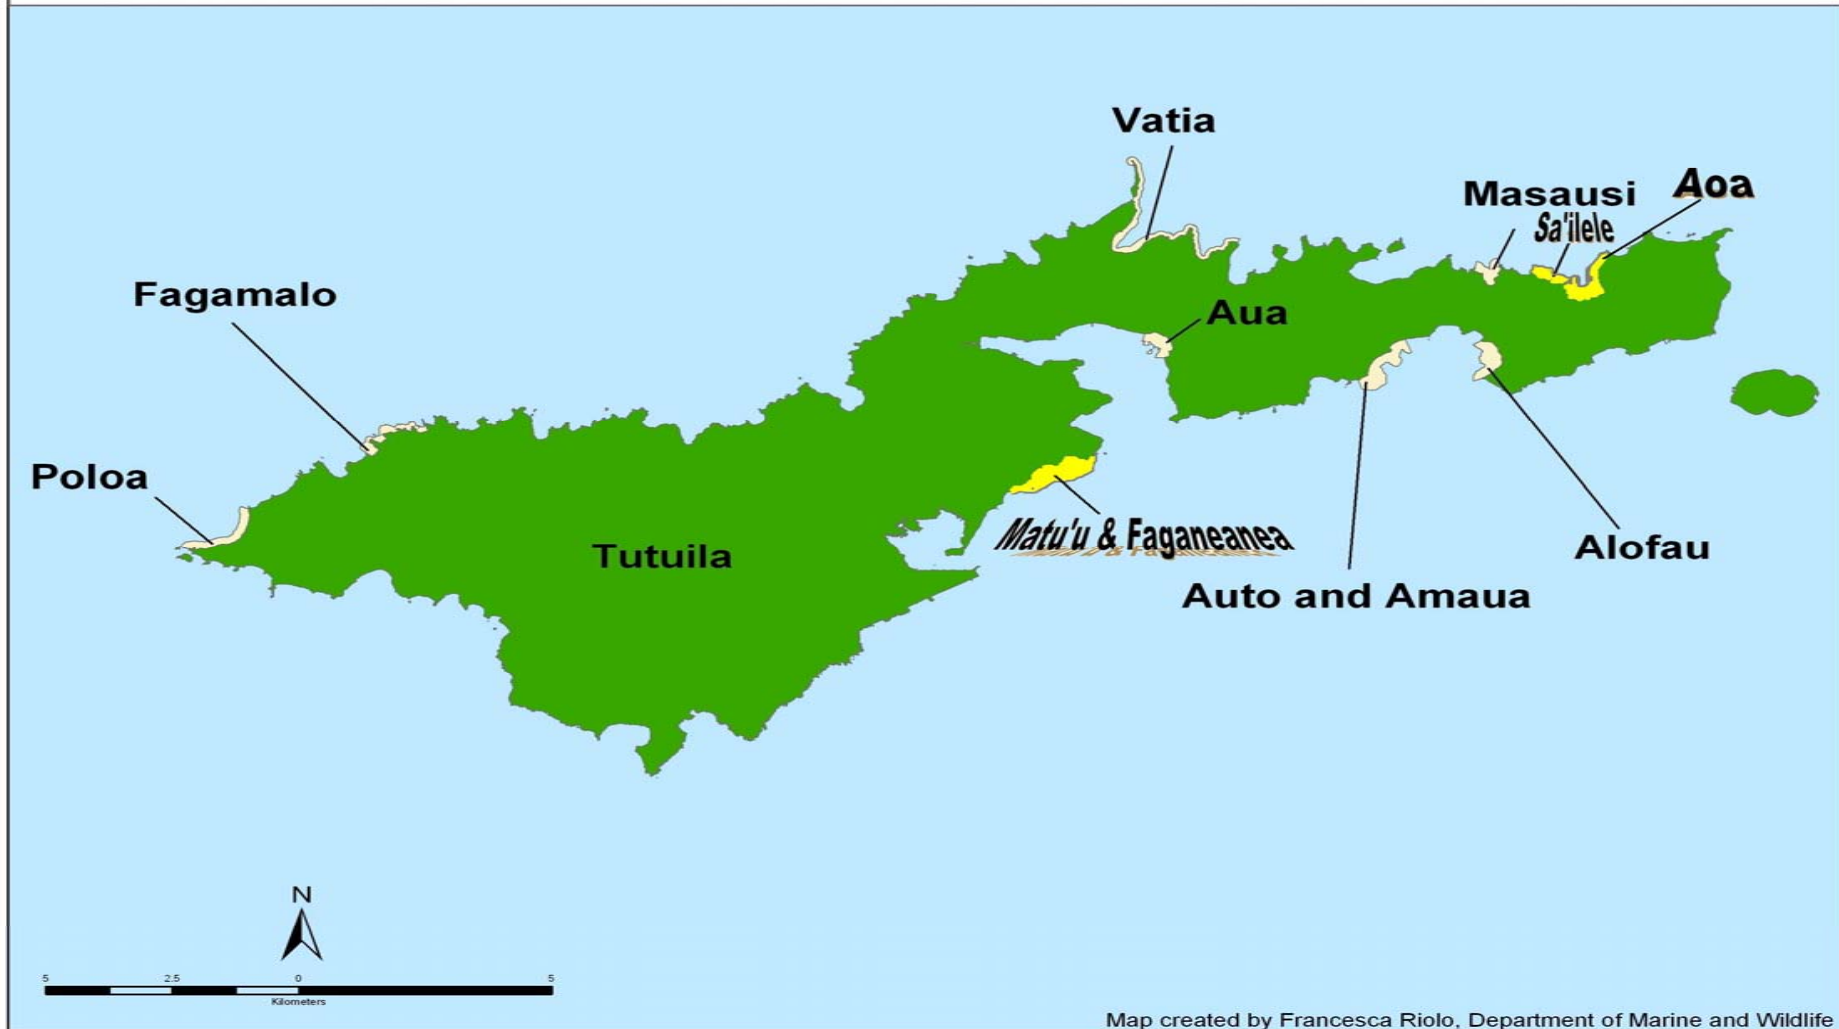 Vatia
Masausi
Aoa
Sa'ilele
Fagamalo
Aua
Poloa
Matu'u & Faganeanea
Tutuila
Alofau
Auto and Amaua
N
5 2.5 0 5
Kilometers
Map created by Francesca Riolo, Department of Marine and Wildlife